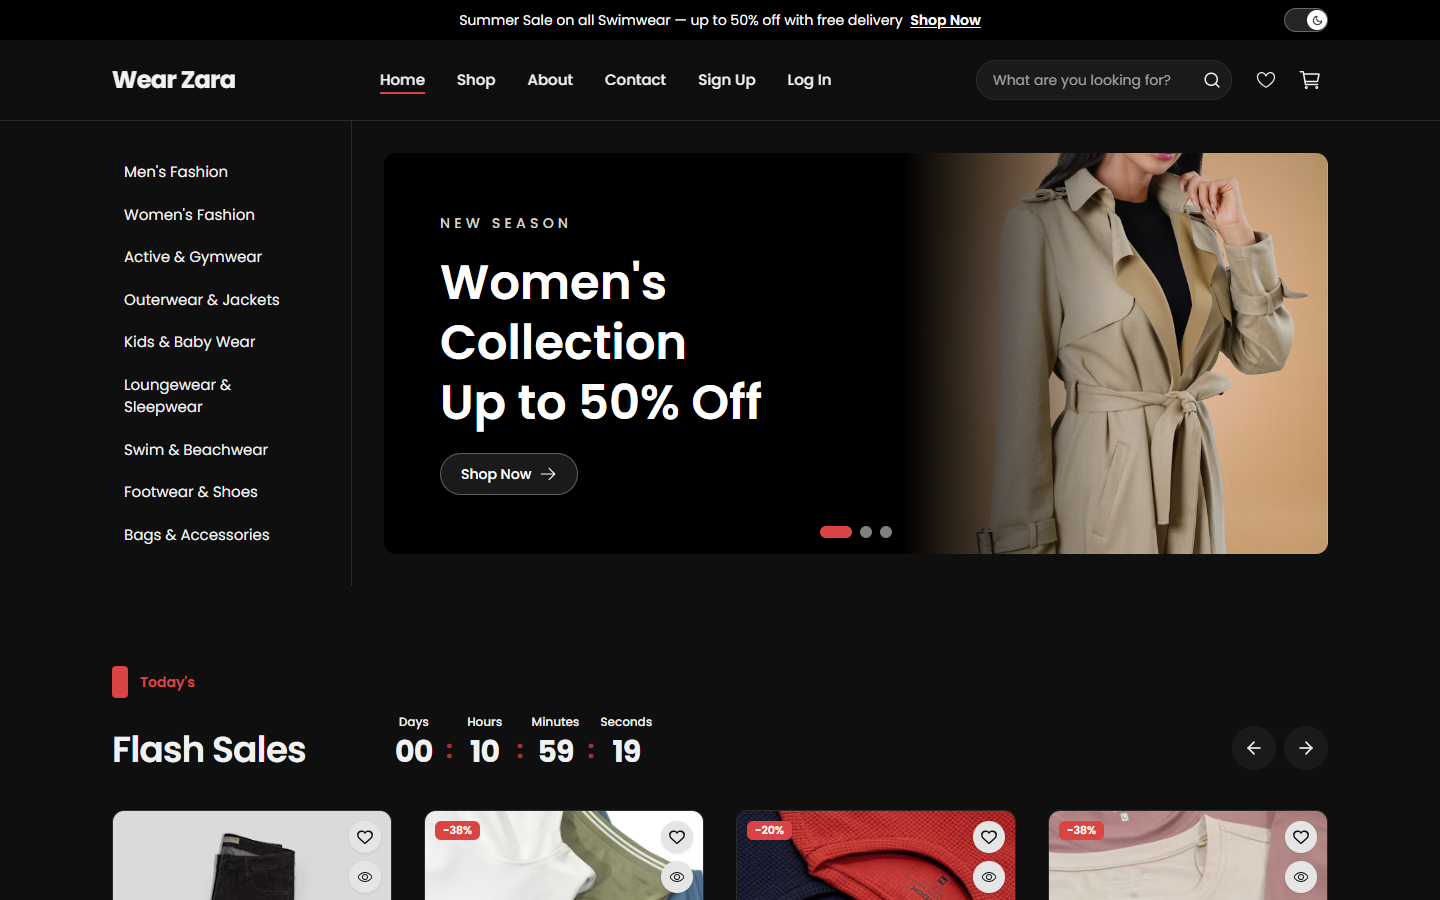 Summer Sale on all Swimwear — up to 50% off with free delivery Shop Now
Wear Zara
Home
Shop
About
Contact
Sign Up
Log In
What are you looking for?
Men's Fashion
Women's Fashion
Active & Gymwear
Outerwear & Jackets
Kids & Baby Wear
Loungewear &
Sleepwear
Swim & Beachwear
Footwear & Shoes
Bags & Accessories
NEW SEASON
Women's
Collection
Up to 50% Off
Shop Now
Today's
Flash Sales
Days
Hours
Minutes
Seconds
00 : 10 : 59 : 19
-38%
-20%
-38%